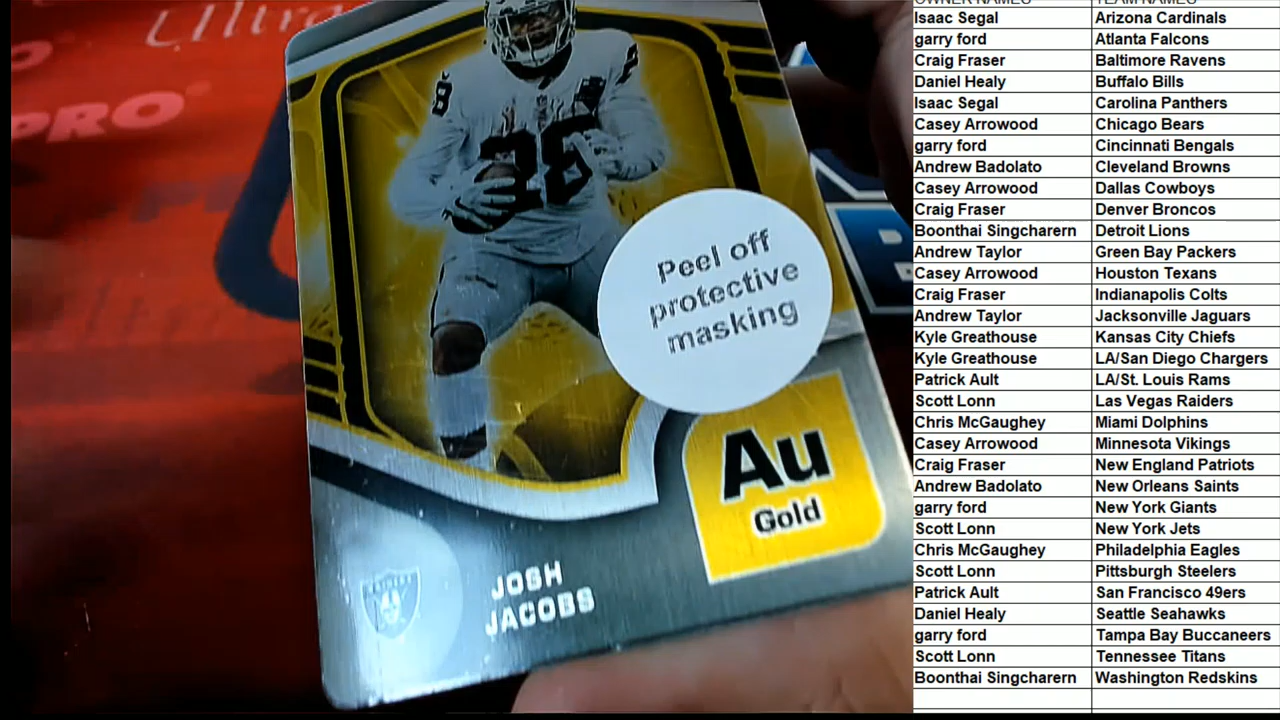 Ultra
PRO
28
8
Peel off
protective
masking
Au
Gold
JOSH
JACOBS
OWNER NAMES TEAM NAMES
Isaac Segal Arizona Cardinals
garry ford Atlanta Falcons
Craig Fraser Baltimore Ravens
Daniel Healy Buffalo Bills
Isaac Segal Carolina Panthers
Casey Arrowood Chicago Bears
garry ford Cincinnati Bengals
Andrew Badolato Cleveland Browns
Casey Arrowood Dallas Cowboys
Craig Fraser Denver Broncos
Boonthai Singcharern Detroit Lions
Andrew Taylor Green Bay Packers
Casey Arrowood Houston Texans
Craig Fraser Indianapolis Colts
Andrew Taylor Jacksonville Jaguars
Kyle Greathouse Kansas City Chiefs
Kyle Greathouse LA/San Diego Chargers
Patrick Ault LA/St. Louis Rams
Scott Lonn Las Vegas Raiders
Chris McGaughey Miami Dolphins
Casey Arrowood Minnesota Vikings
Craig Fraser New England Patriots
Andrew Badolato New Orleans Saints
garry ford New York Giants
Scott Lonn New York Jets
Chris McGaughey Philadelphia Eagles
Scott Lonn Pittsburgh Steelers
Patrick Ault San Francisco 49ers
Daniel Healy Seattle Seahawks
garry ford Tampa Bay Buccaneers
Scott Lonn Tennessee Titans
Boonthai Singcharern Washington Redskins